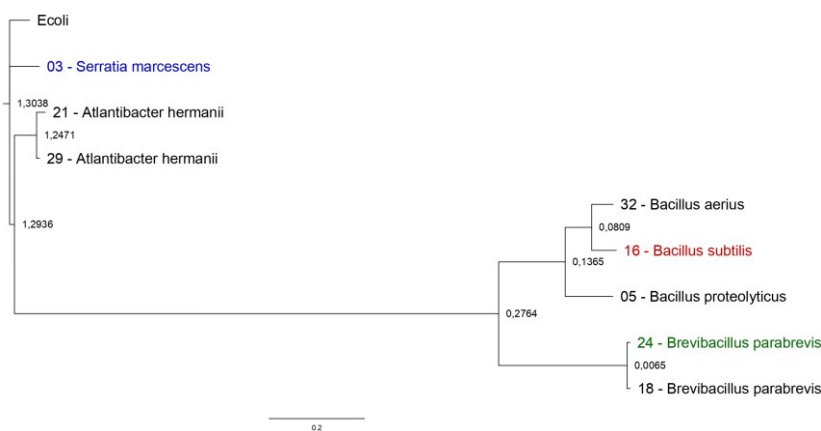 Ecoli
03 - Serratia marcescens
1,3038
21 - Atlantibacter hermanii
1,2471
29 - Atlantibacter hermanii
32 - Bacillus aerius
1,2936
0,0809
16 - Bacillus subtilis
0,1365
05 - Bacillus proteolyticus
0,2764
24 - Brevibacillus parabrevis
0,0065
18 - Brevibacillus parabrevis
0.2